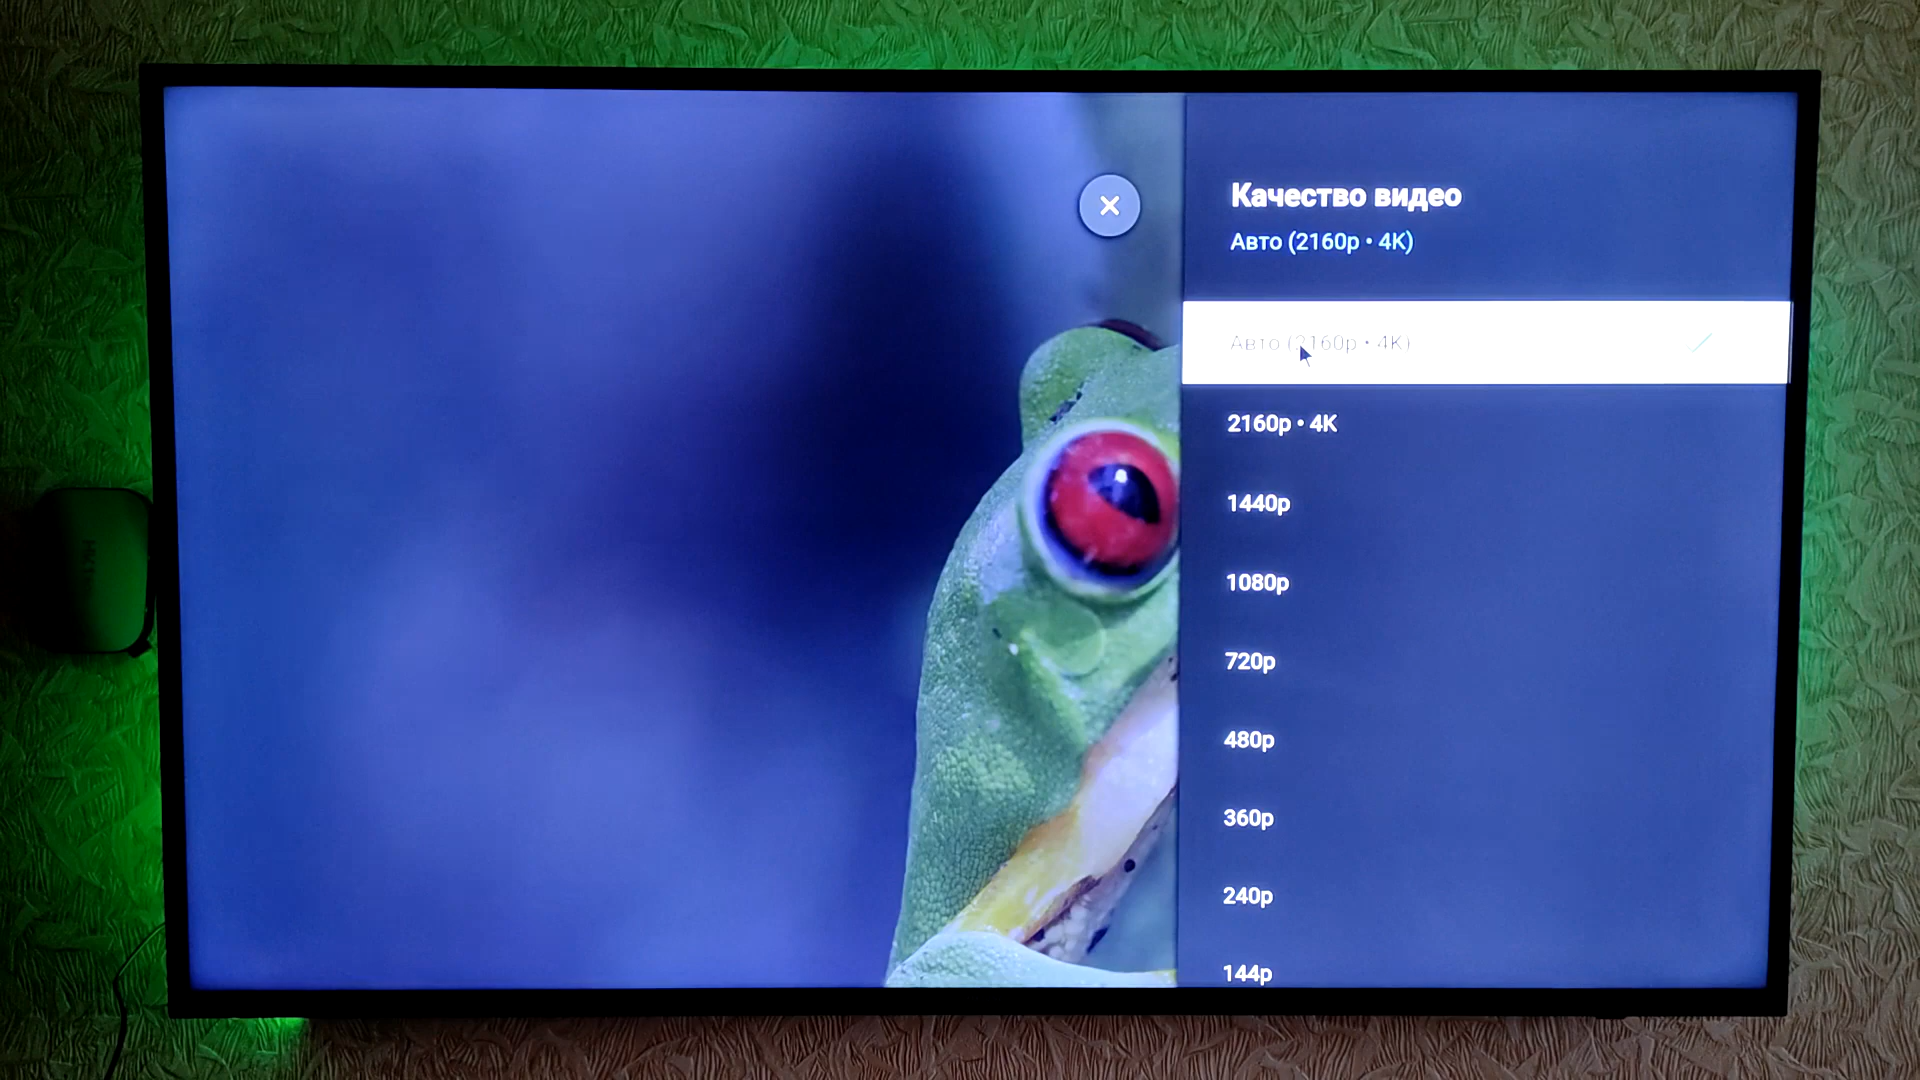 Качество видео
Авто (2160p • 4K)
Авто (2160p • 4K)
2160p • 4K
1440p
1080p
720p
480p
360p
240p
144p